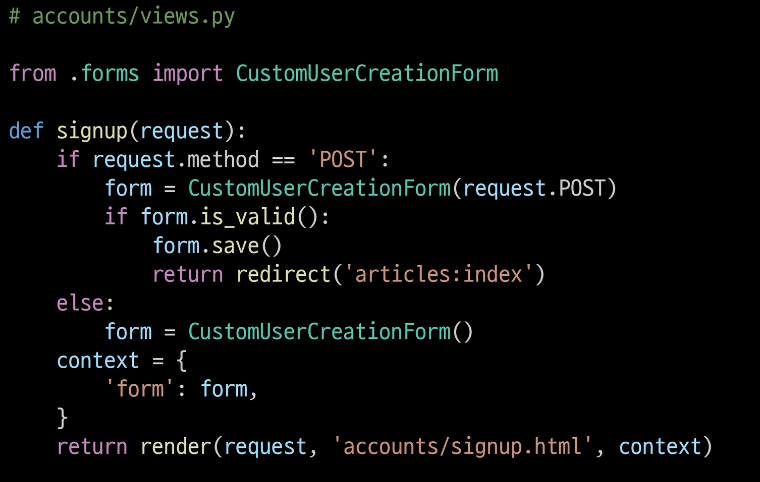 # accounts/views.py
from .forms import CustomUserCreationForm
def signup(request):
    if request.method == 'POST':
        form = CustomUserCreationForm(request.POST)
        if form.is_valid():
            form.save()
            return redirect('articles:index')
    else:
        form = CustomUserCreationForm()
    context = {
        'form': form,
    }
    return render(request, 'accounts/signup.html', context)